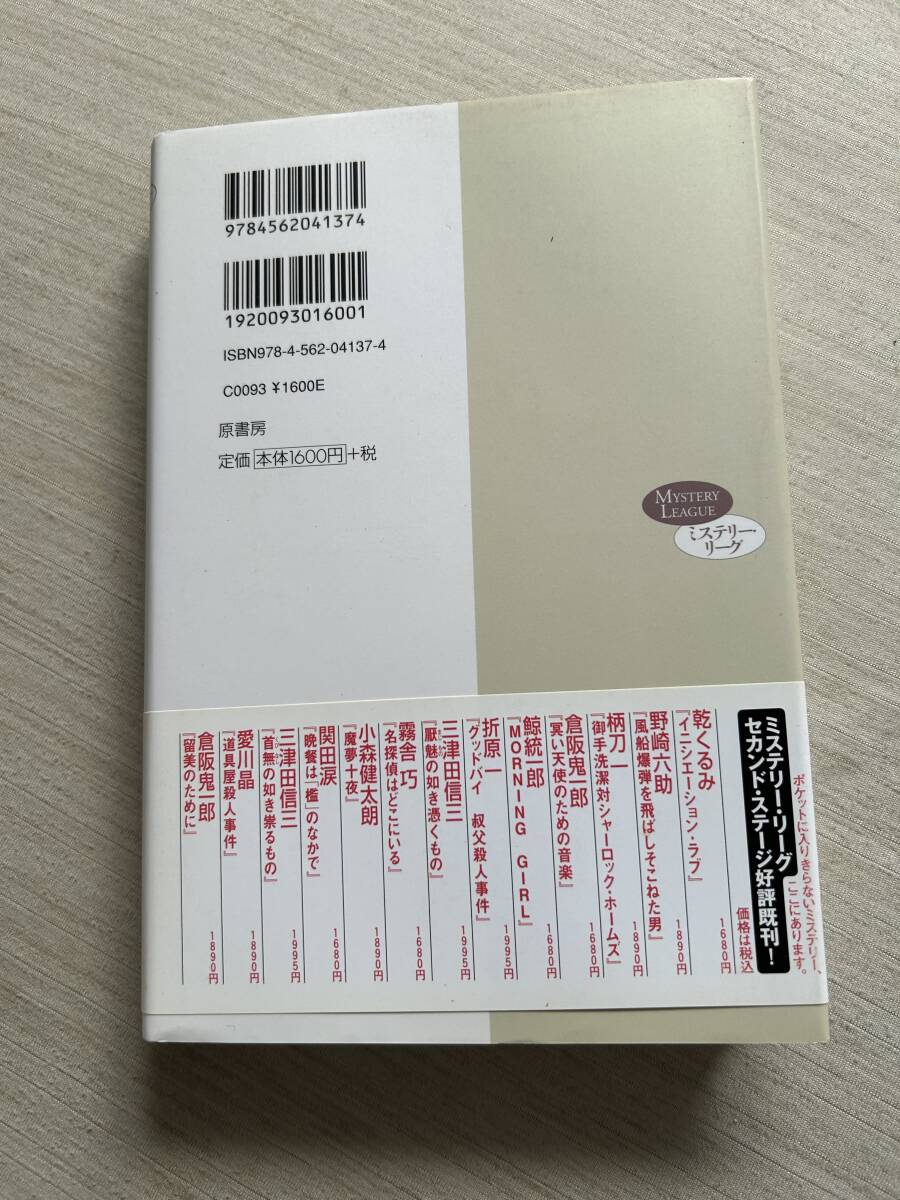 9784562041374
1920093016001
ISBN978-4-562-04137-4
C0093 ¥1600E
原書房
定価 本体1600円+税
MYSTERY
LEAGUE
ミステリー・
リーグ
ポケットに入りきらないミステリー、
ここにあります。
ミステリー・リーグ
セカンド・ステージ好評既刊!
価格は税込
乾くるみ
『イニシエーション・ラブ』
1680円
野崎六助
『風船爆弾を飛ばしそこねた男』
1890円
柄刀一
『御手洗潔対シャーロック・ホームズ』
1680円
倉阪鬼一郎
『冥い天使のための音楽』
1680円
鯨統一郎
『MORNING GIRL』
1995円
折原一
『グッドバイ 叔父殺人事件』
1995円
三津田信三
『厭魅の如き憑くもの』
1680円
霧舎巧
『名探偵はどこにいる』
1890円
小森健太朗
『魔夢十夜』
関田涙
『晩餐は「檻」のなかで』
1680円
三津田信三
『首無の如き祟るもの』
1995円
愛川晶
『道具屋殺人事件』
1890円
倉阪鬼一郎
『留美のために』
1890円